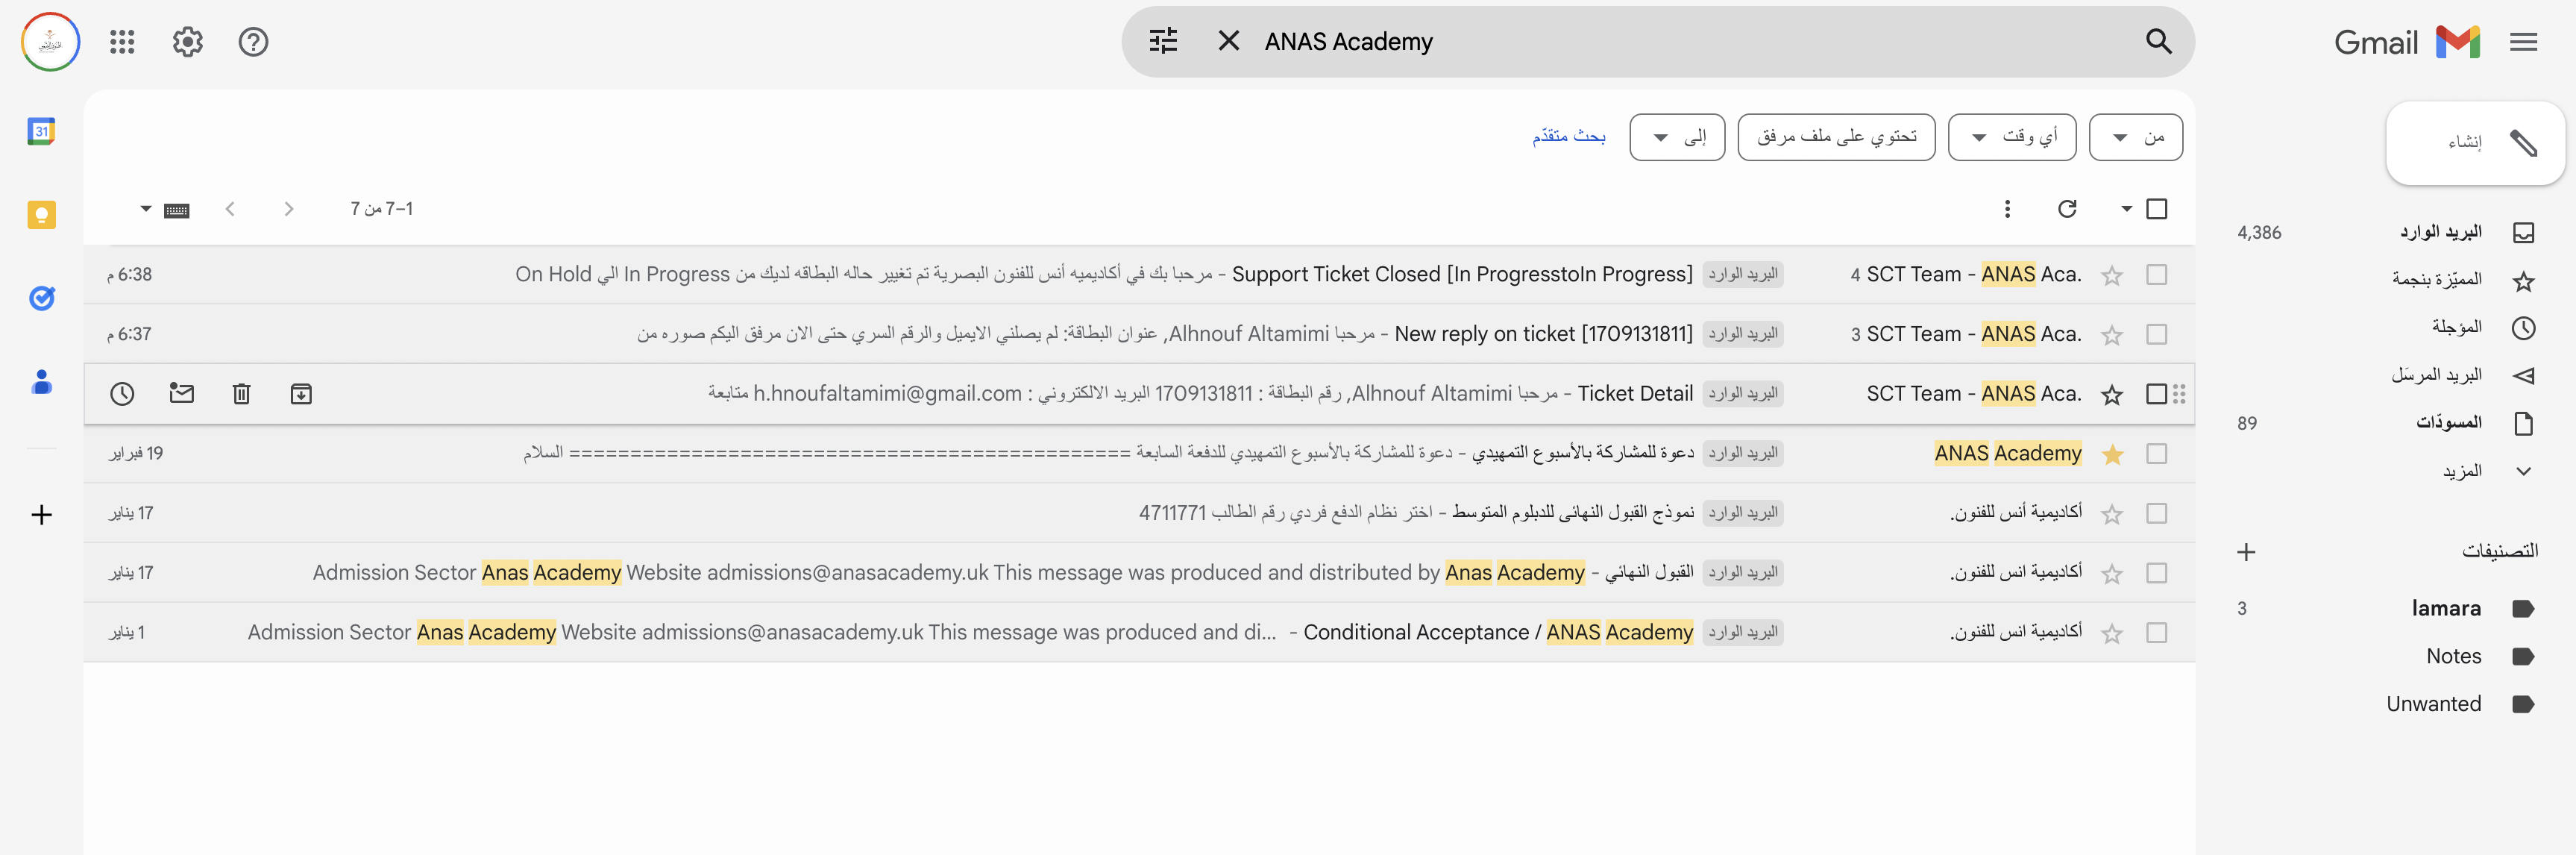 Gmail
ANAS Academy
إنشاء
البريد الوارد 4,386
المميّزة بنجمة
المؤجلة
البريد المرسَل
المسودّات 89
المزيد
التصنيفات
lamara 3
Notes
Unwanted
من أي وقت تحتوي على ملف مرفق إلى بحث متقدّم
1–7 من 7
SCT Team - ANAS Aca. 4 البريد الوارد Support Ticket Closed [In ProgresstoIn Progress] - مرحبا بك في أكاديميه أنس للفنون البصرية تم تغيير حاله البطاقه لديك من In Progress الي On Hold 6:38 م
SCT Team - ANAS Aca. 3 البريد الوارد New reply on ticket [1709131811] - مرحبا Alhnouf Altamimi, عنوان البطاقة: لم يصلني الايميل والرقم السري حتى الان مرفق اليكم صوره من 6:37 م
SCT Team - ANAS Aca. البريد الوارد Ticket Detail - مرحبا Alhnouf Altamimi, رقم البطاقة : 1709131811 البريد الالكتروني : h.hnoufaltamimi@gmail.com متابعة
ANAS Academy البريد الوارد دعوة للمشاركة بالأسبوع التمهيدي - دعوة للمشاركة بالأسبوع التمهيدي للدفعة السابعة ============================================== السلام 19 فبراير
أكاديمية أنس للفنون. البريد الوارد نموذج القبول النهائى للدبلوم المتوسط - اختر نظام الدفع فردي رقم الطالب 4711771 17 يناير
أكاديمية انس للفنون. البريد الوارد القبول النهائي - Admission Sector Anas Academy Website admissions@anasacademy.uk This message was produced and distributed by Anas Academy 17 يناير
أكاديمية انس للفنون. البريد الوارد Conditional Acceptance / ANAS Academy - Admission Sector Anas Academy Website admissions@anasacademy.uk This message was produced and di... 1 يناير
31